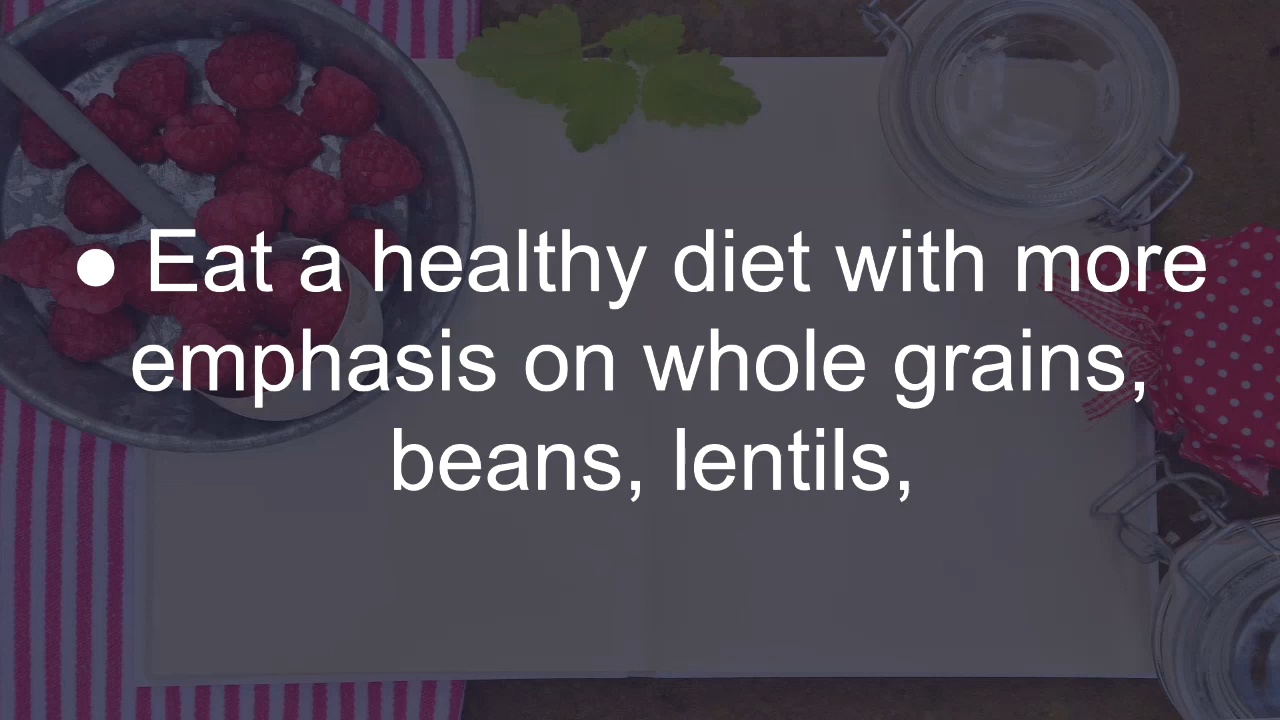 ● Eat a healthy diet with more
emphasis on whole grains,
beans, lentils,